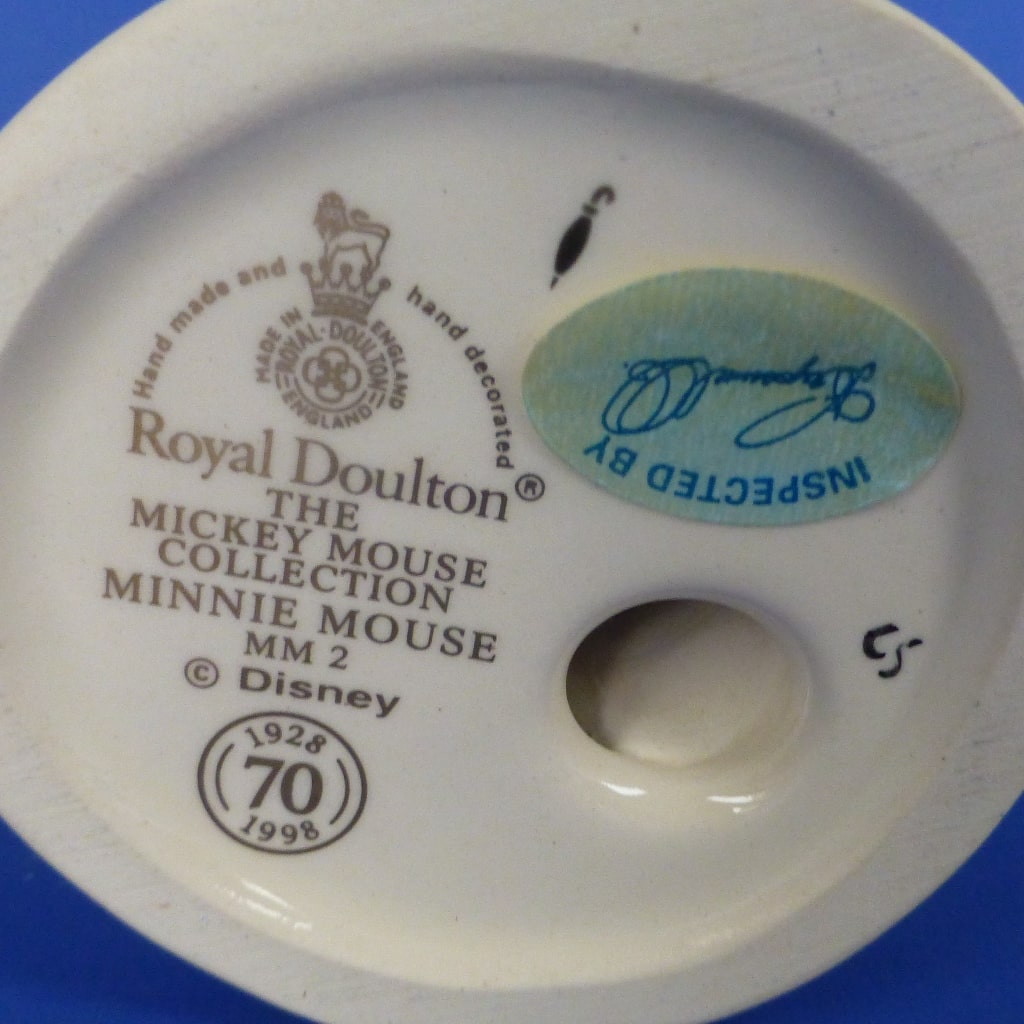 Hand made and hand decorated
MADE IN ENGLAND
ROYAL·DOULTON
ENGLAND
Royal Doulton®
THE
MICKEY MOUSE
COLLECTION
MINNIE MOUSE
MM 2
© Disney
1928
70
1998
INSPECTED BY
CJ